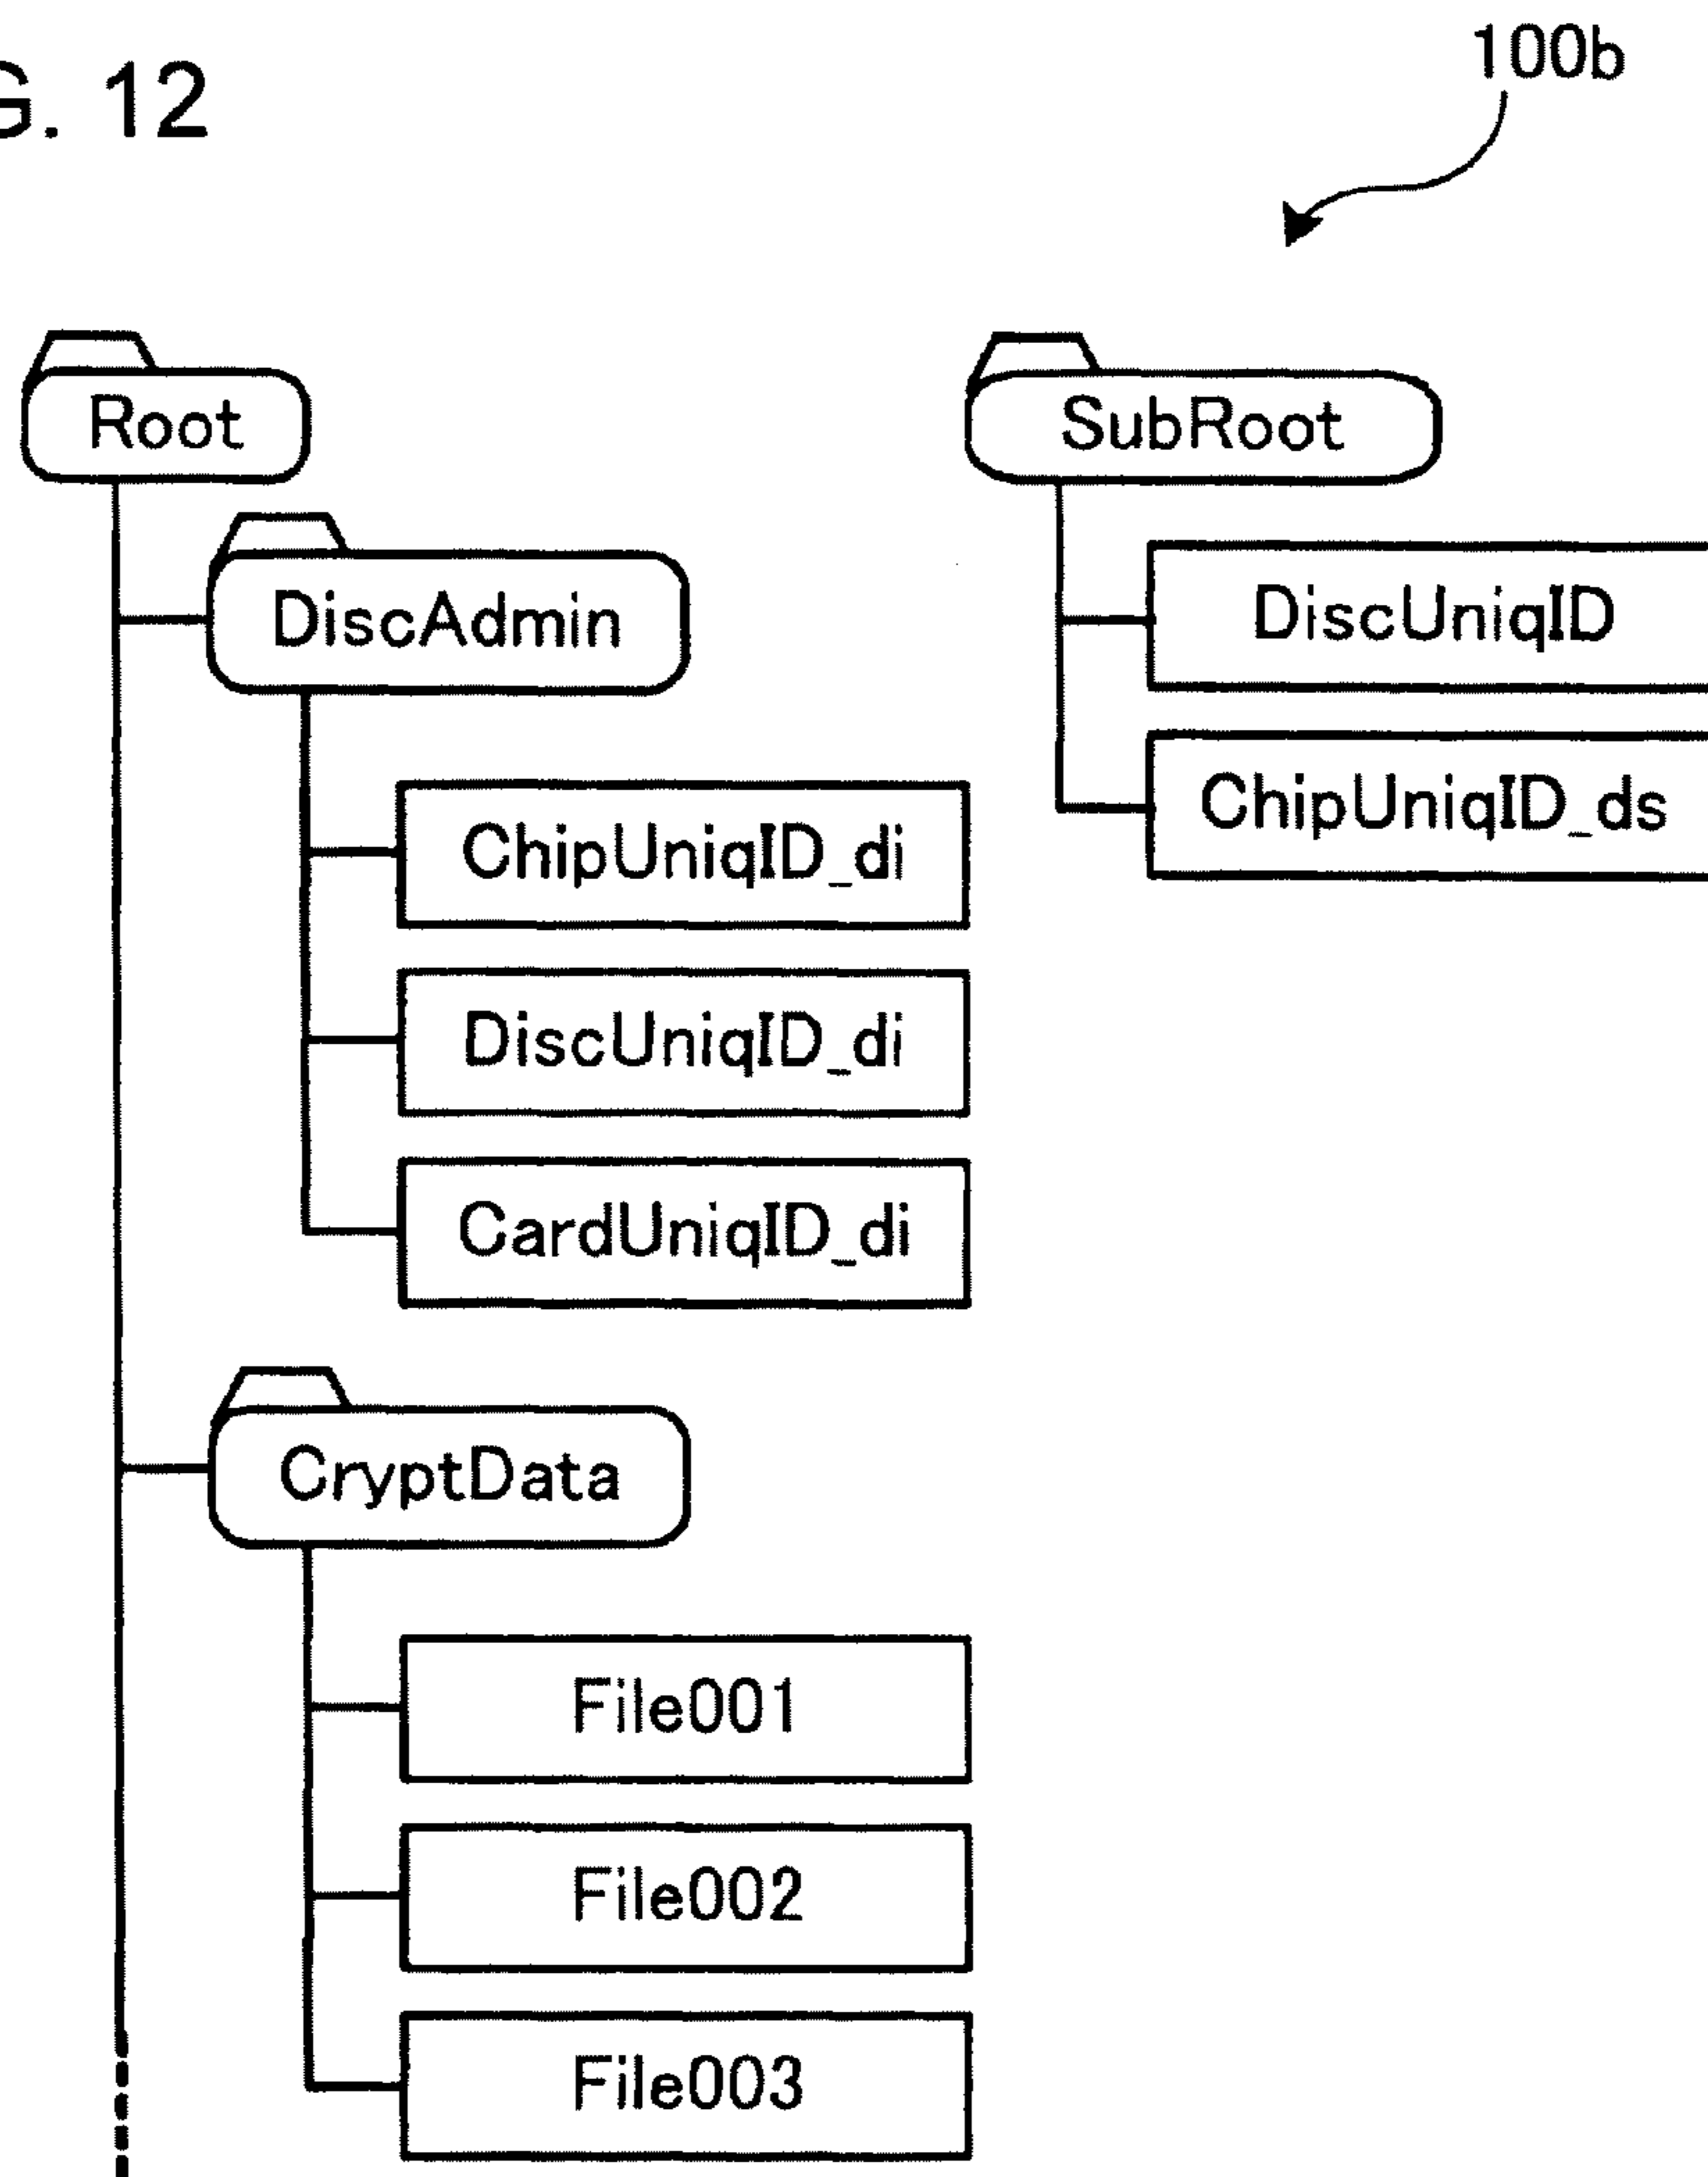 G. 12
100b
Root
SubRoot
DiscAdmin
DiscUniqID
ChipUniqID_ds
ChipUniqID_di
DiscUniqID_di
CardUniqID_di
CryptData
File001
File002
File003